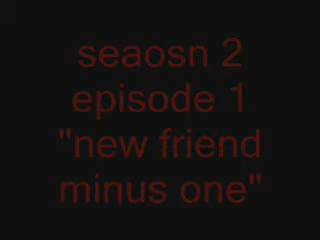 seaosn 2
episode 1
"new friend
minus one"